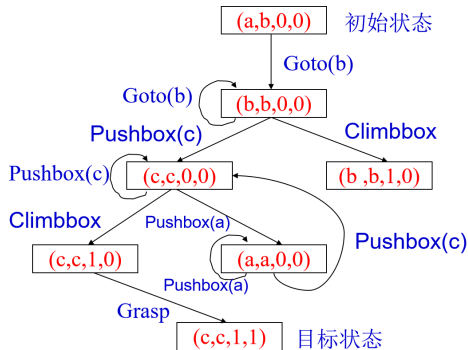 (a,b,0,0) 初始状态
Goto(b)
Goto(b)
(b,b,0,0)
Pushbox(c)
Climbbox
Pushbox(c)
(c,c,0,0)
(b ,b,1,0)
Climbbox
Pushbox(a)
Pushbox(c)
(c,c,1,0)
(a,a,0,0)
Pushbox(a)
Grasp
(c,c,1,1) 目标状态